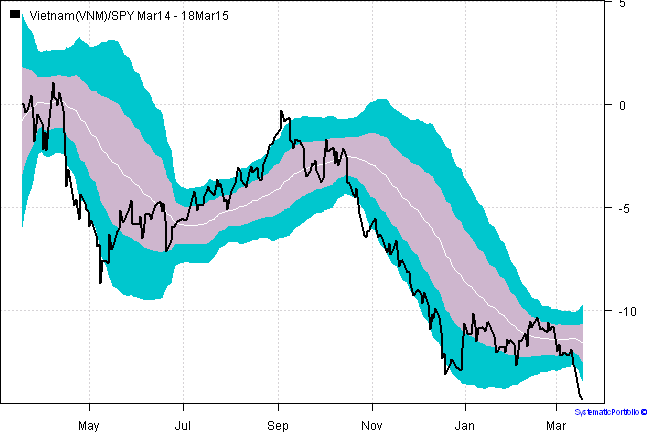 Vietnam(VNM)/SPY Mar14 - 18Mar15
5
0
-5
-10
May Jul Sep Nov Jan Mar
SystematicPortfolio ©